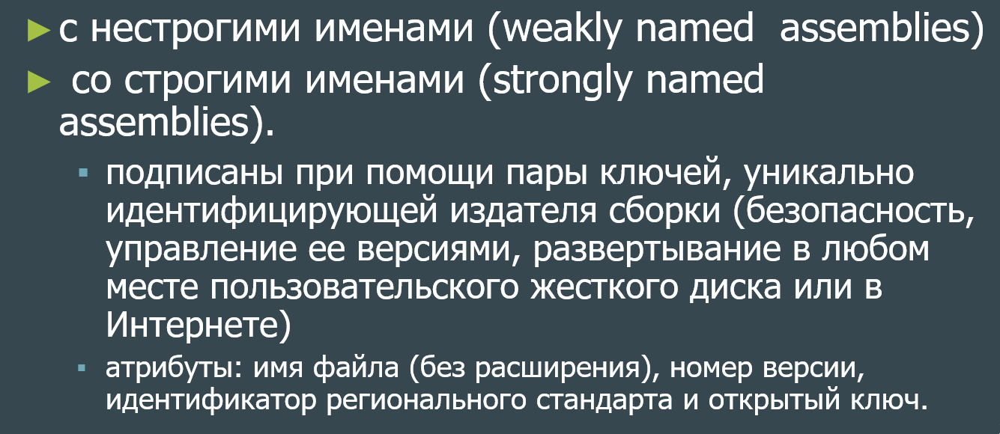 с нестрогими именами (weakly named assemblies)
со строгими именами (strongly named
assemblies).
подписаны при помощи пары ключей, уникально
идентифицирующей издателя сборки (безопасность,
управление ее версиями, развертывание в любом
месте пользовательского жесткого диска или в
Интернете)
атрибуты: имя файла (без расширения), номер версии,
идентификатор регионального стандарта и открытый ключ.